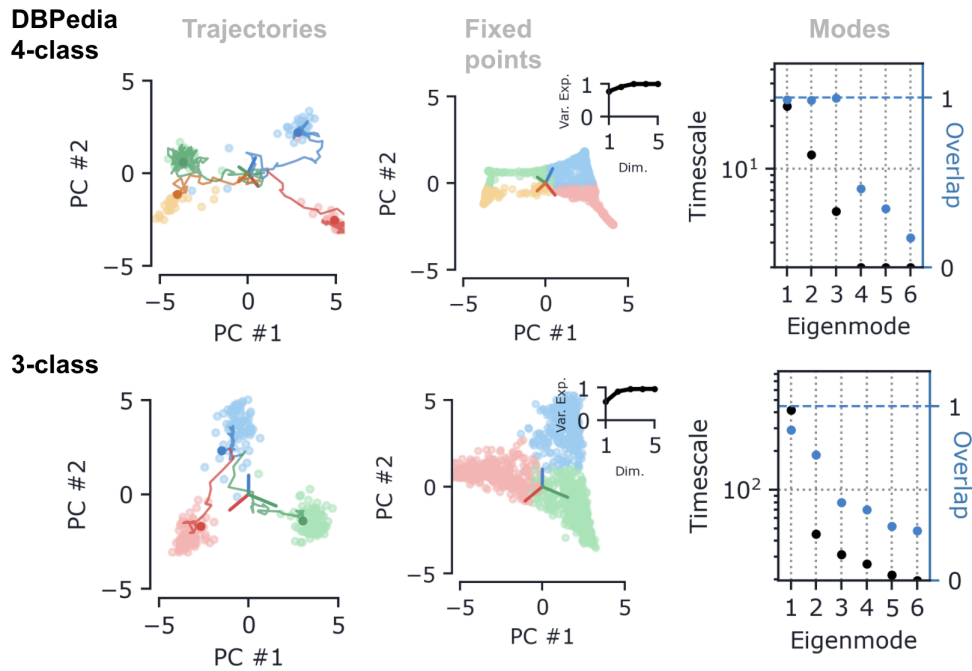 DBPedia
4-class
Trajectories
Fixed
points
Modes
5
0
−5
PC #2
−5
0
5
PC #1
5
0
−5
PC #2
−5
0
5
PC #1
Var. Exp.
1
0
1
5
Dim.
Timescale
10¹
1
0
Overlap
1 2 3 4 5 6
Eigenmode
3-class
5
0
−5
PC #2
−5
0
5
PC #1
5
0
−5
PC #2
−5
0
5
PC #1
Var. Exp.
1
0
1
5
Dim.
Timescale
10²
1
0
Overlap
1 2 3 4 5 6
Eigenmode